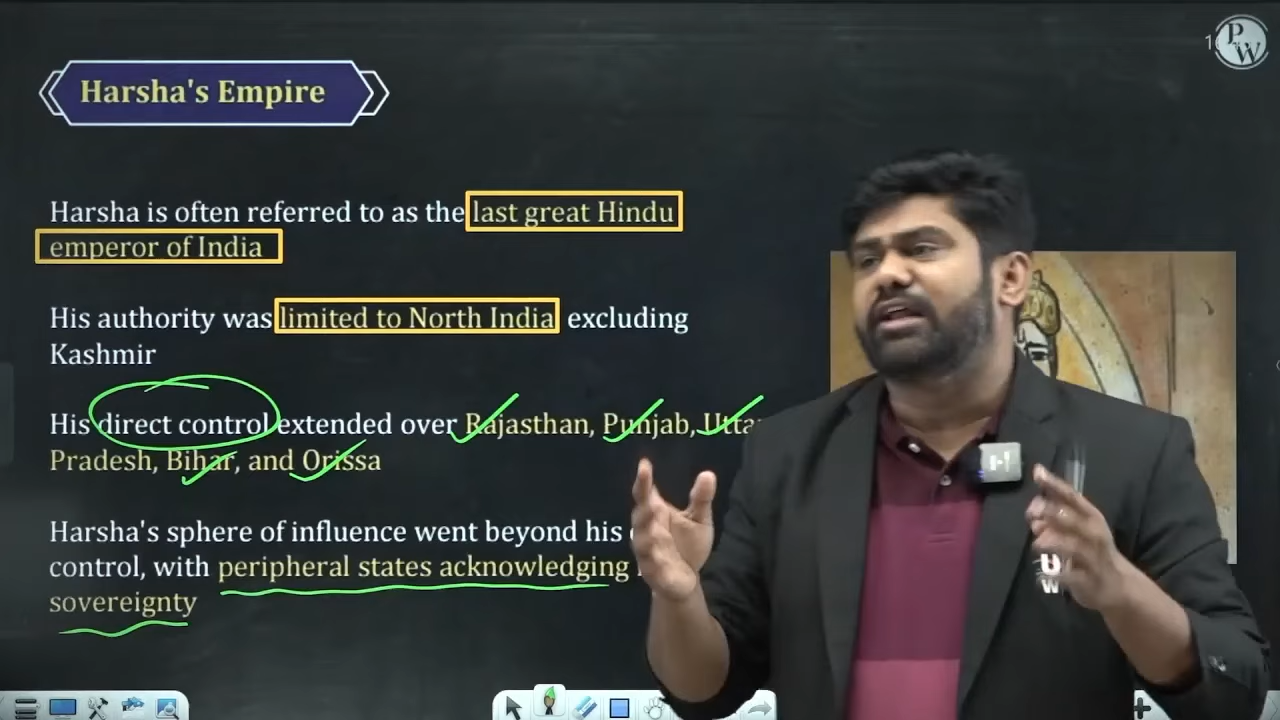 PW
Harsha's Empire
Harsha is often referred to as the last great Hindu
emperor of India
His authority was limited to North India excluding
Kashmir
His direct control extended over Rajasthan, Punjab,
Pradesh, Bihar, and Orissa
Harsha's sphere of influence went beyond his
control, with peripheral states acknowledging
sovereignty